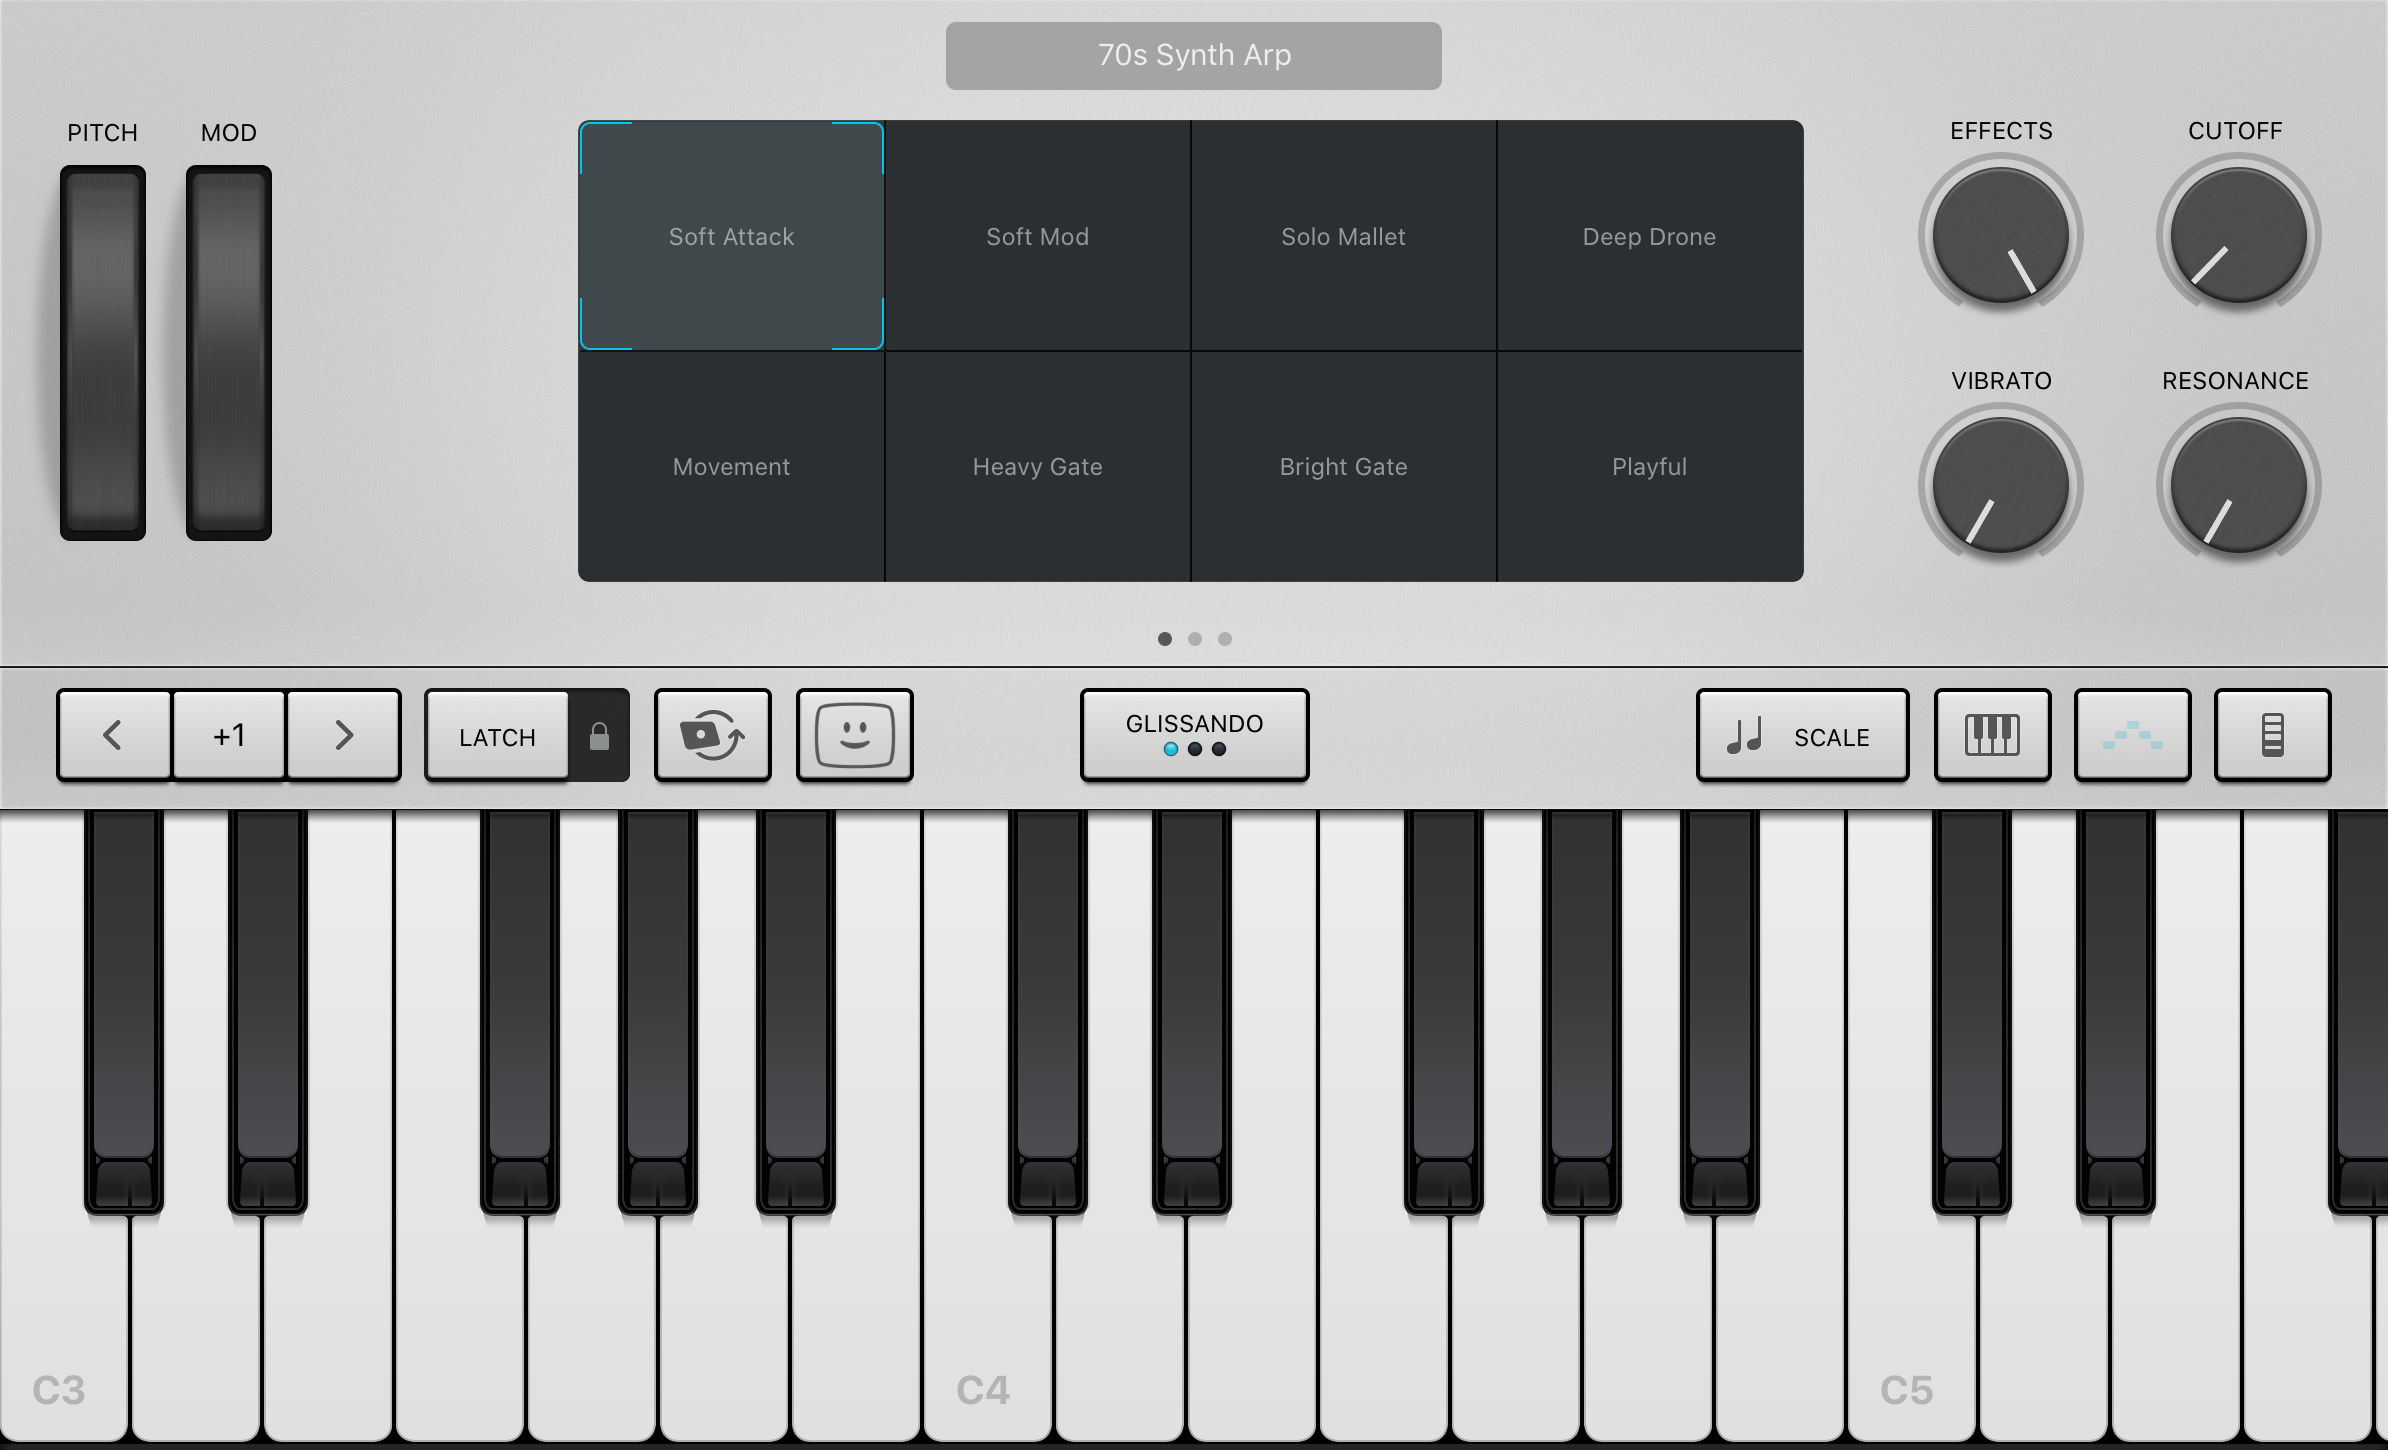 70s Synth Arp
PITCH
MOD
EFFECTS
CUTOFF
Soft Attack
Soft Mod
Solo Mallet
Deep Drone
VIBRATO
RESONANCE
Movement
Heavy Gate
Bright Gate
Playful
+1
LATCH
GLISSANDO
SCALE
C3
C4
C5